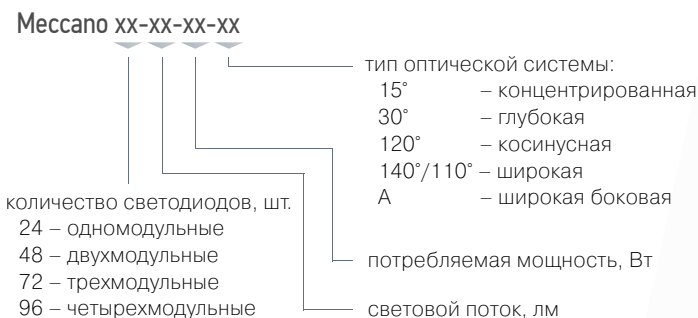 Meccano xx-xx-xx-xx
тип оптической системы:
15° – концентрированная
30° – глубокая
120° – косинусная
140°/110° – широкая
А – широкая боковая
количество светодиодов, шт.
24 – одномодульные
48 – двухмодульные
72 – трехмодульные
96 – четырехмодульные
потребляемая мощность, Вт
световой поток, лм